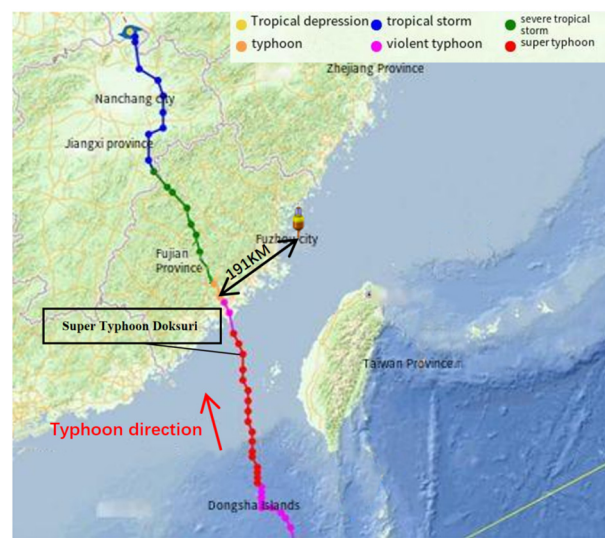 Tropical depression
tropical storm
severe tropical
storm
typhoon
violent typhoon
super typhoon
Zhejiang Province
Nanchang city
Jiangxi province
Fuzhou city
191KM
Fujian
Province
Super Typhoon Doksuri
Taiwan Province
Typhoon direction
Dongsha Islands